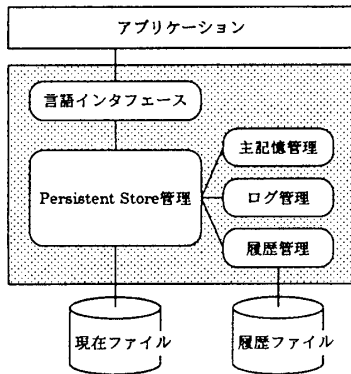 アプリケーション
言語インタフェース
主記憶管理
Persistent Store管理
ログ管理
履歴管理
現在ファイル
履歴ファイル